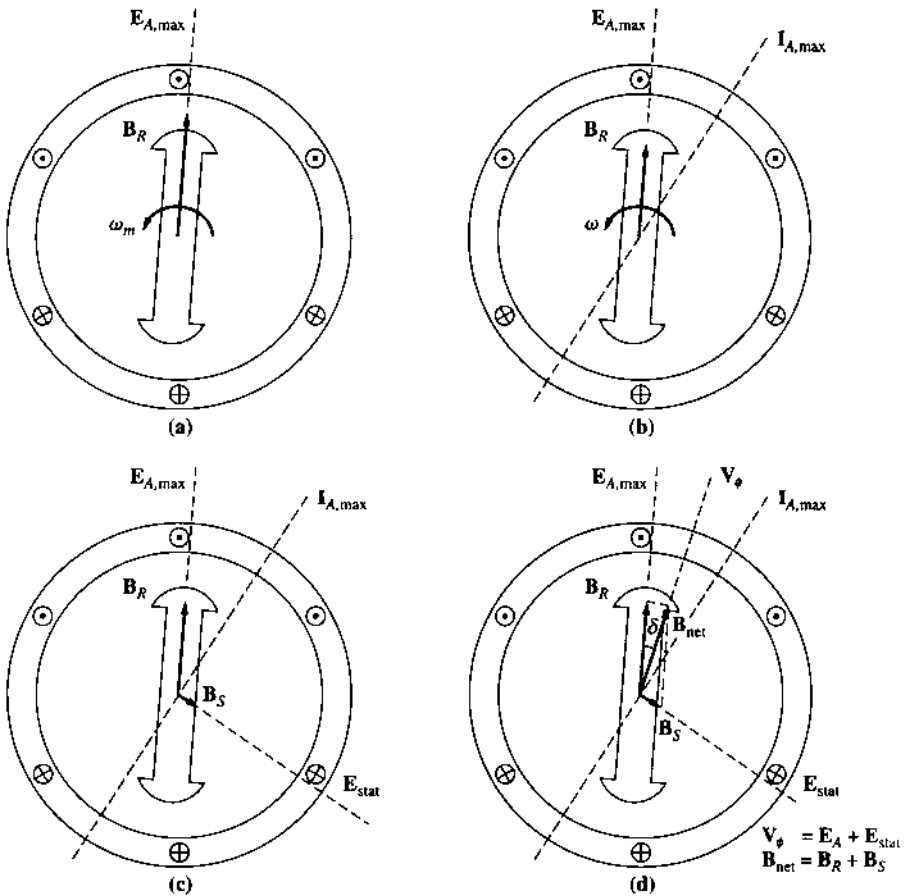 E_A,max
B_R
ω_m
(a)
E_A,max
I_A,max
B_R
ω
(b)
E_A,max
I_A,max
B_R
B_S
E_stat
(c)
E_A,max
V_ϕ
I_A,max
B_R
δ
B_net
B_S
E_stat
V_ϕ = E_A + E_stat
B_net = B_R + B_S
(d)